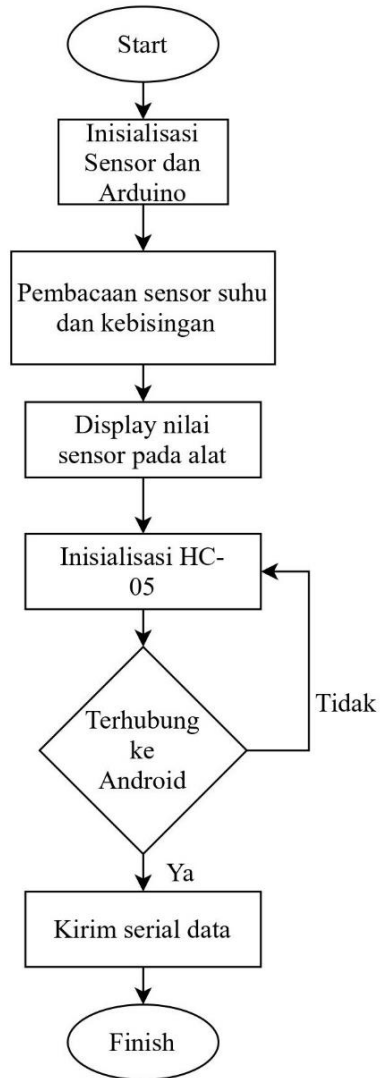 Start
Inisialisasi
Sensor dan
Arduino
Pembacaan sensor suhu
dan kebisingan
Display nilai
sensor pada alat
Inisialisasi HC-
05
Terhubung
ke
Android
Tidak
Ya
Kirim serial data
Finish